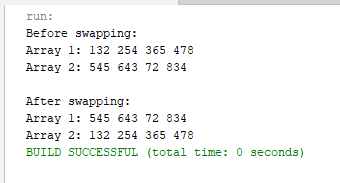 run:
Before swapping:
Array 1: 132 254 365 478
Array 2: 545 643 72 834
After swapping:
Array 1: 545 643 72 834
Array 2: 132 254 365 478
BUILD SUCCESSFUL (total time: 0 seconds)